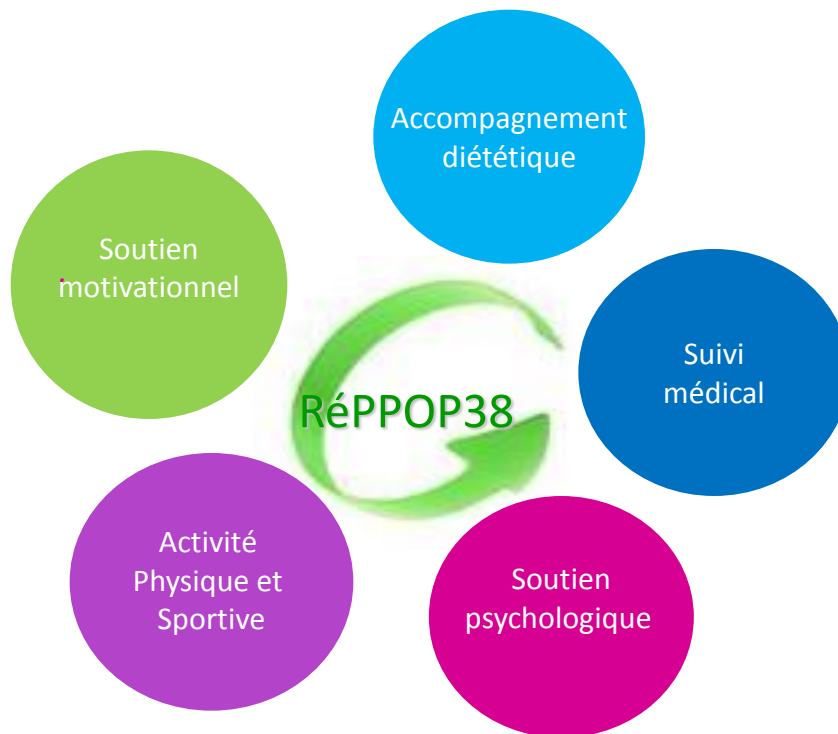 Accompagnement
diététique
Soutien
motivationnel
Suivi
médical
RéPPOP38
Activité
Physique et
Sportive
Soutien
psychologique